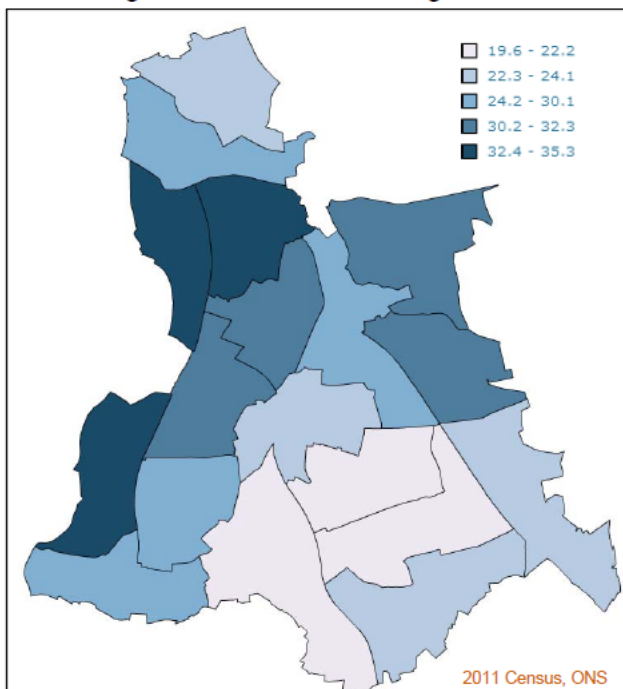 19.6 - 22.2
22.3 - 24.1
24.2 - 30.1
30.2 - 32.3
32.4 - 35.3
2011 Census, ONS